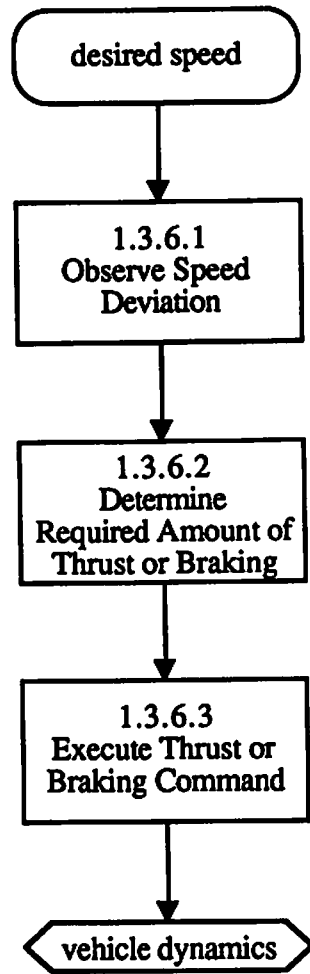 desired speed
1.3.6.1
Observe Speed
Deviation
1.3.6.2
Determine
Required Amount of
Thrust or Braking
1.3.6.3
Execute Thrust or
Braking Command
vehicle dynamics